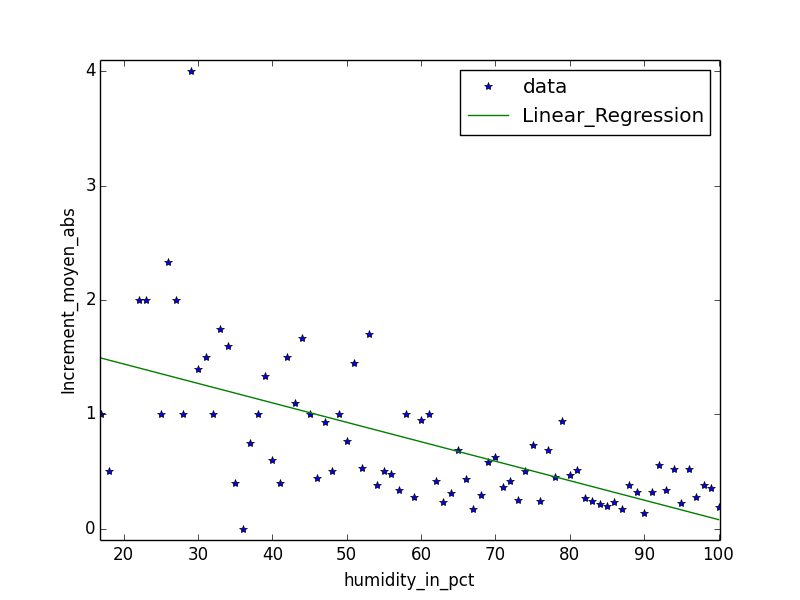 data
Linear_Regression
4
3
2
1
0
Increment_moyen_abs
20 30 40 50 60 70 80 90 100
humidity_in_pct